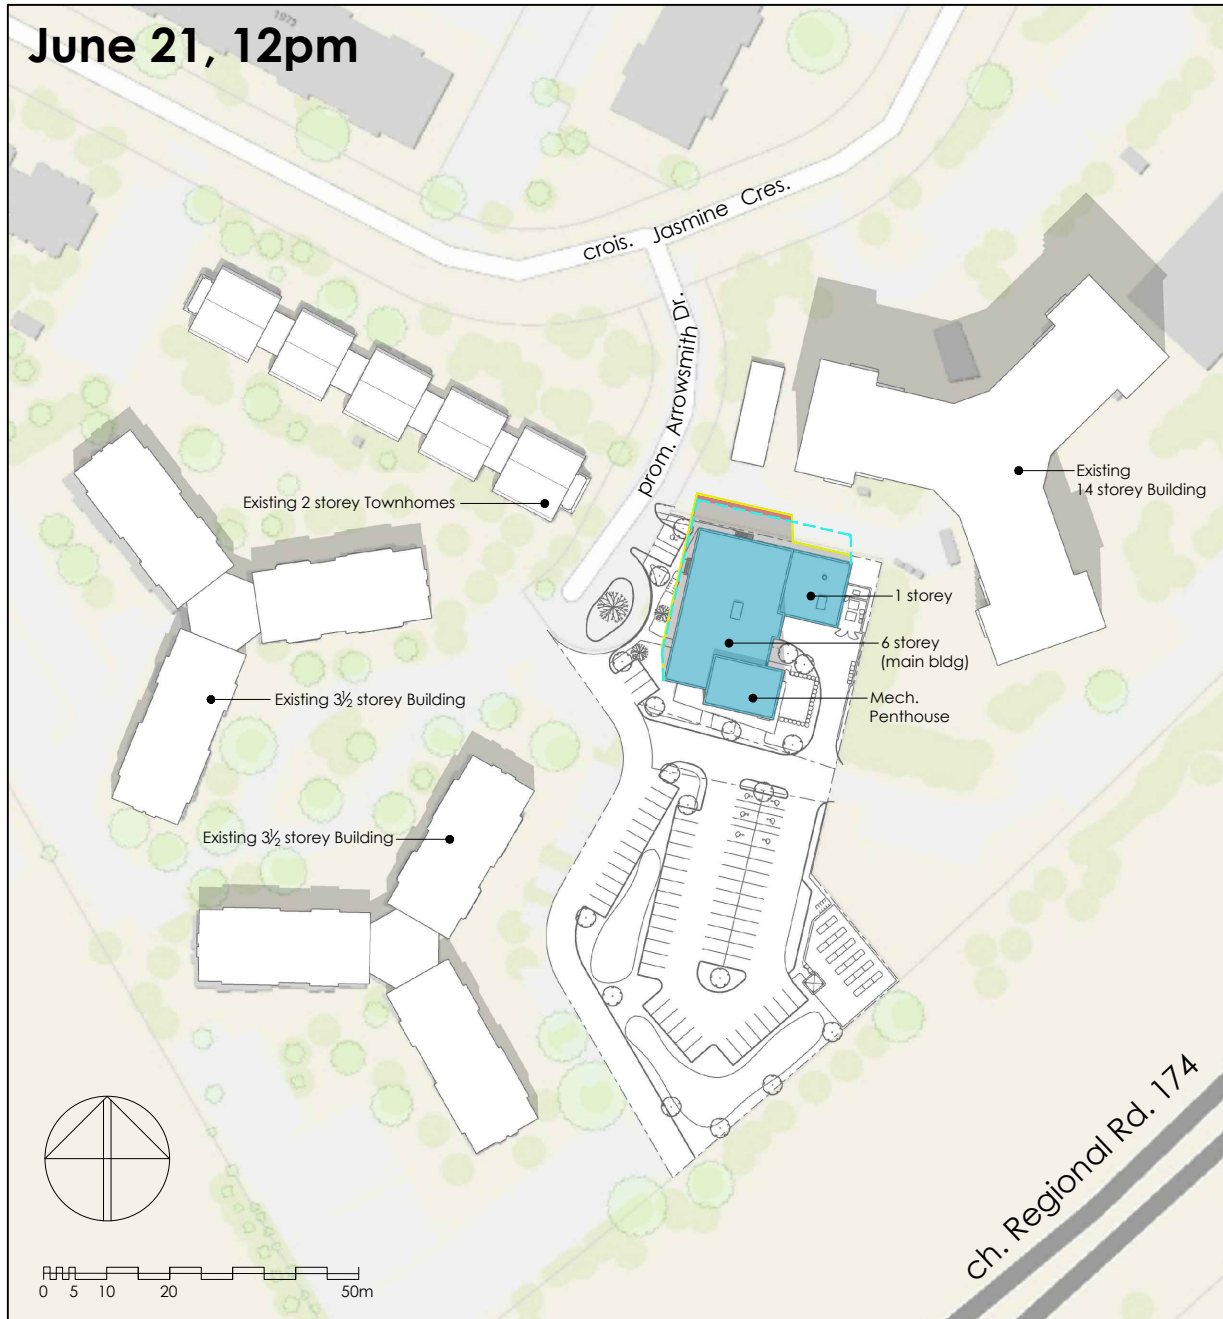 June 21, 12pm
1973
crois. Jasmine Cres.
prom. Arrowsmith Dr.
Existing
14 storey Building
Existing 2 storey Townhomes
1 storey
6 storey
(main bldg)
Existing 3½ storey Building
Mech.
Penthouse
Existing 3½ storey Building
ch. Regional Rd. 174
0 5 10 20 50m